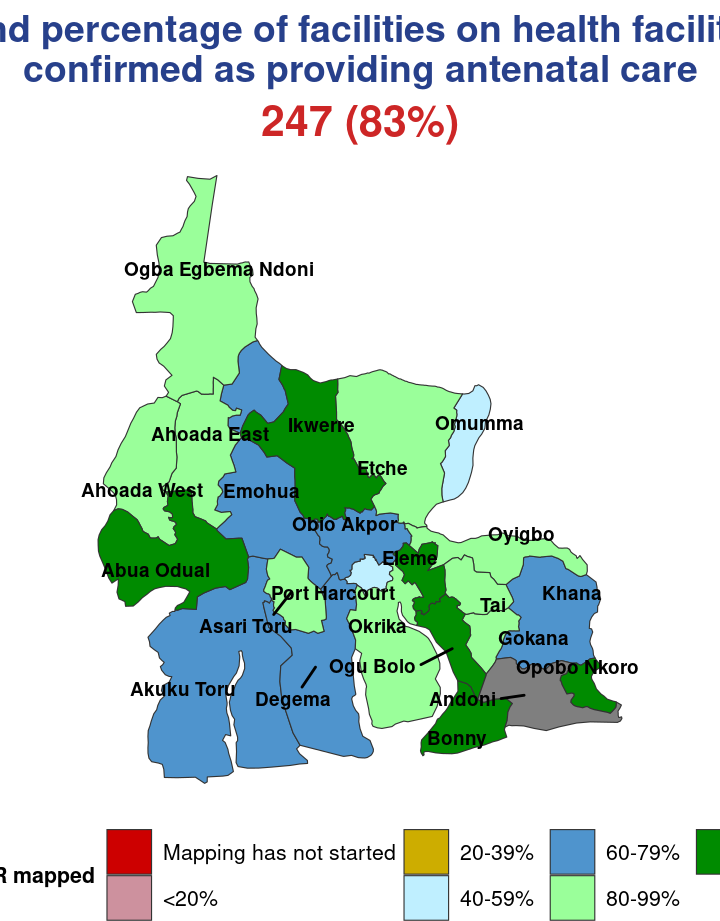 percentage of facilities on health
confirmed as providing antenatal care
247 (83%)
Ogba Egbema Ndoni
Omumma
Ikwerre
Ahoada East
Etche
Ahoada West
Emohua
Obio Akpor
Oyigbo
Eleme
Abua Odual
Port Harcourt
Khana
Tai
Asari Toru
Okrika
Gokana
Ogu Bolo
Opobo Nkoro
Akuku Toru
Degema
Andoni
Bonny
Mapping has not started
20-39%
60-79%
mapped
<20%
40-59%
80-99%